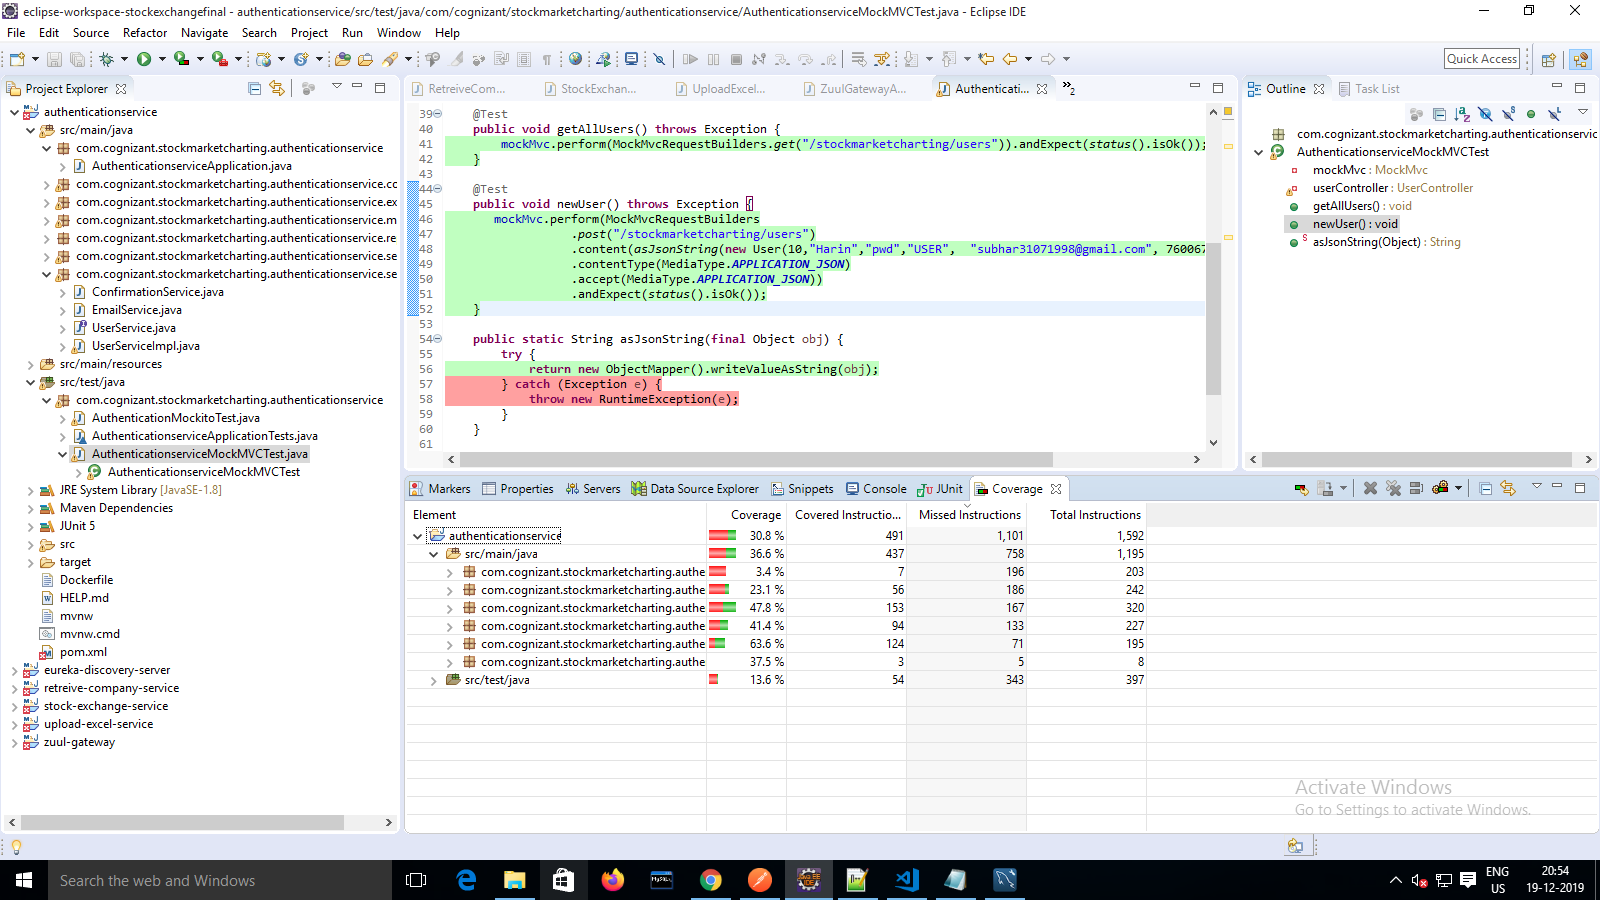 eclipse-workspace-stockexchangefinal - authenticationservice/src/test/java/com/cognizant/stockmarketcharting/authenticationservice/AuthenticationserviceMockMVCTest.java - Eclipse IDE
File Edit Source Refactor Navigate Search Project Run Window Help
Quick Access
Project Explorer
authenticationservice
src/main/java
com.cognizant.stockmarketcharting.authenticationservice
AuthenticationserviceApplication.java
com.cognizant.stockmarketcharting.authenticationservice.cc
com.cognizant.stockmarketcharting.authenticationservice.ex
com.cognizant.stockmarketcharting.authenticationservice.m
com.cognizant.stockmarketcharting.authenticationservice.re
com.cognizant.stockmarketcharting.authenticationservice.se
com.cognizant.stockmarketcharting.authenticationservice.se
ConfirmationService.java
EmailService.java
UserService.java
UserServiceImpl.java
src/main/resources
src/test/java
com.cognizant.stockmarketcharting.authenticationservice
AuthenticationMockitoTest.java
AuthenticationserviceApplicationTests.java
AuthenticationserviceMockMVCTest.java
AuthenticationserviceMockMVCTest
JRE System Library [JavaSE-1.8]
Maven Dependencies
JUnit 5
src
target
Dockerfile
HELP.md
mvnw
mvnw.cmd
pom.xml
eureka-discovery-server
retreive-company-service
stock-exchange-service
upload-excel-service
zuul-gateway
RetreiveCom... StockExchan... UploadExcel... ZuulGatewayA... Authenticati... »2
39 @Test
40 public void getAllUsers() throws Exception {
41 mockMvc.perform(MockMvcRequestBuilders.get("/stockmarketcharting/users")).andExpect(status().isOk());
42 }
43
44 @Test
45 public void newUser() throws Exception {
46 mockMvc.perform(MockMvcRequestBuilders
47 .post("/stockmarketcharting/users")
48 .content(asJsonString(new User(10,"Harin","pwd","USER", "subhar31071998@gmail.com", 760067
49 .contentType(MediaType.APPLICATION_JSON)
50 .accept(MediaType.APPLICATION_JSON))
51 .andExpect(status().isOk());
52 }
53
54 public static String asJsonString(final Object obj) {
55 try {
56 return new ObjectMapper().writeValueAsString(obj);
57 } catch (Exception e) {
58 throw new RuntimeException(e);
59 }
60 }
61
Outline Task List
com.cognizant.stockmarketcharting.authenticationservic
AuthenticationserviceMockMVCTest
mockMvc : MockMvc
userController : UserController
getAllUsers() : void
newUser() : void
asJsonString(Object) : String
Markers Properties Servers Data Source Explorer Snippets Console JUnit Coverage
Element Coverage Covered Instructio... Missed Instructions Total Instructions
authenticationservice 30.8 % 491 1,101 1,592
src/main/java 36.6 % 437 758 1,195
com.cognizant.stockmarketcharting.authe 3.4 % 7 196 203
com.cognizant.stockmarketcharting.authe 23.1 % 56 186 242
com.cognizant.stockmarketcharting.authe 47.8 % 153 167 320
com.cognizant.stockmarketcharting.authe 41.4 % 94 133 227
com.cognizant.stockmarketcharting.authe 63.6 % 124 71 195
com.cognizant.stockmarketcharting.authe 37.5 % 3 5 8
src/test/java 13.6 % 54 343 397
Activate Windows
Go to Settings to activate Windows.
Search the web and Windows
ENG
US
20:54
19-12-2019